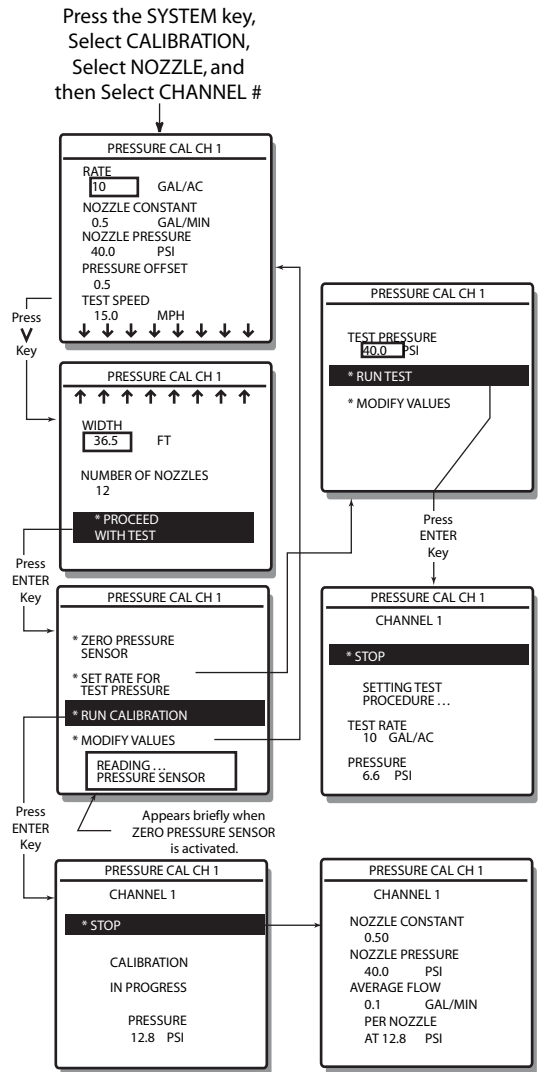 Press the SYSTEM key,
Select CALIBRATION,
Select NOZZLE, and
then Select CHANNEL #
PRESSURE CAL CH 1
RATE
10 GAL/AC
NOZZLE CONSTANT
0.5 GAL/MIN
NOZZLE PRESSURE
40.0 PSI
PRESSURE OFFSET
0.5
TEST SPEED
15.0 MPH
Press
V
Key
PRESSURE CAL CH 1
WIDTH
36.5 FT
NUMBER OF NOZZLES
12
* PROCEED
WITH TEST
Press
ENTER
Key
PRESSURE CAL CH 1
* ZERO PRESSURE
SENSOR
* SET RATE FOR
TEST PRESSURE
* RUN CALIBRATION
* MODIFY VALUES
READING ...
PRESSURE SENSOR
Appears briefly when
ZERO PRESSURE SENSOR
is activated.
PRESSURE CAL CH 1
TEST PRESSURE
40.0 PSI
* RUN TEST
* MODIFY VALUES
Press
ENTER
Key
PRESSURE CAL CH 1
CHANNEL 1
* STOP
SETTING TEST
PROCEDURE ...
TEST RATE
10 GAL/AC
PRESSURE
6.6 PSI
Press
ENTER
Key
PRESSURE CAL CH 1
CHANNEL 1
* STOP
CALIBRATION
IN PROGRESS
PRESSURE
12.8 PSI
PRESSURE CAL CH 1
CHANNEL 1
NOZZLE CONSTANT
0.50
NOZZLE PRESSURE
40.0 PSI
AVERAGE FLOW
0.1 GAL/MIN
PER NOZZLE
AT 12.8 PSI